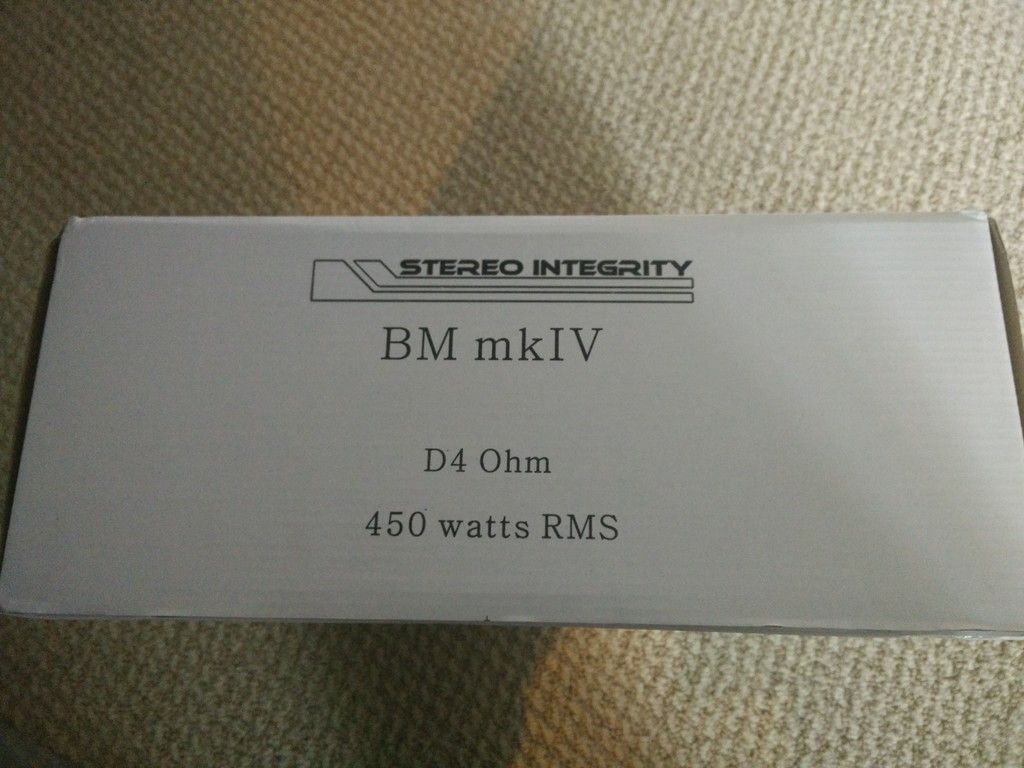 STEREO INTEGRITY
BM mkIV
D4 Ohm
450 watts RMS